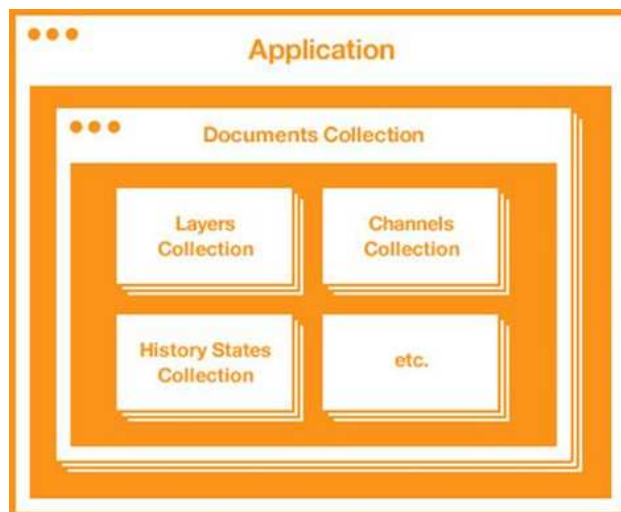 Application
Documents Collection
Layers
Collection
Channels
Collection
History States
Collection
etc.